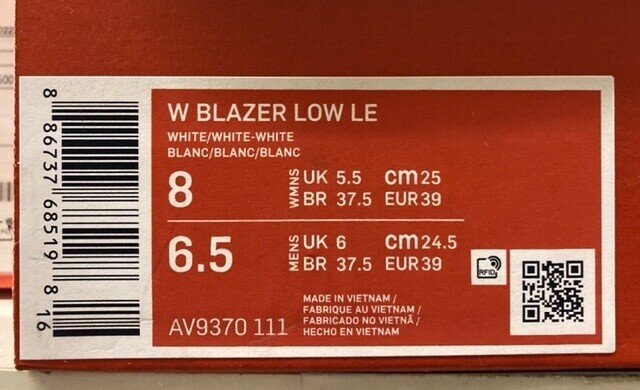 8 86737 68519 8 16
W BLAZER LOW LE
WHITE/WHITE-WHITE
BLANC/BLANC/BLANC
8 WMNS UK 5.5 cm 25
BR 37.5 EUR 39
6.5 MENS UK 6 cm 24.5
BR 37.5 EUR 39
RFID
AV9370 111
MADE IN VIETNAM /
FABRIQUE AU VIETNAM /
FABRICADO NO VIETNÃ /
HECHO EN VIETNAM